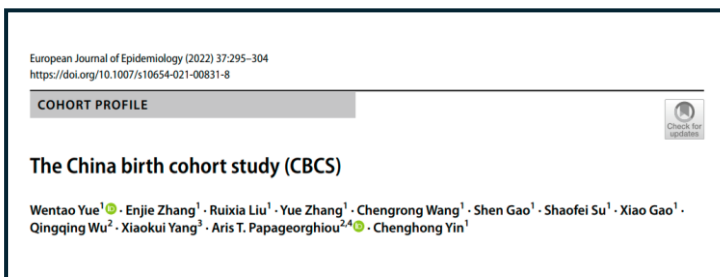 European Journal of Epidemiology (2022) 37:295–304
https://doi.org/10.1007/s10654-021-00831-8
COHORT PROFILE
Check for
updates
The China birth cohort study (CBCS)
Wentao Yue¹ · Enjie Zhang¹ · Ruixia Liu¹ · Yue Zhang¹ · Chengrong Wang¹ · Shen Gao¹ · Shaofei Su¹ · Xiao Gao¹ ·
Qingqing Wu² · Xiaokui Yang³ · Aris T. Papageorghiou²,⁴ · Chenghong Yin¹